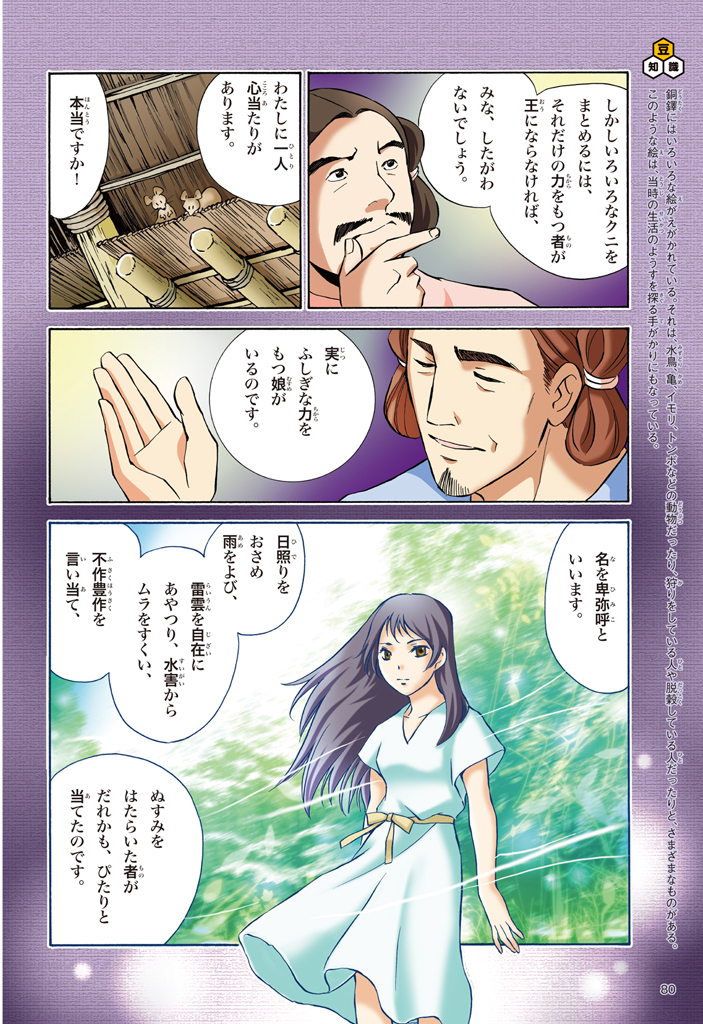 豆知識
銅鐸にはいろいろな絵がえがかれている。それは、水鳥、亀、イモリ、トンボなどの動物だったり、狩りをしている人や脱穀している人だったりと、さまざまなものがある。
このような絵は、当時の生活のようすを探る手がかりにもなっている。
しかしいろいろなクニを
まとめるには、
それだけの力をもつ者が
王にならなければ、
みな、したがわ
ないでしょう。
わたしに一人
心当たりが
あります。
本当ですか！
実に
ふしぎな力を
もつ娘が
いるのです。
名を卑弥呼と
いいます。
日照りを
おさめ
雨をよび、
雷雲を自在に
あやつり、水害から
ムラをすくい、
不作豊作を
言い当て、
ぬすみを
はたらいた者が
だれかも、ぴたりと
当てたのです。
80